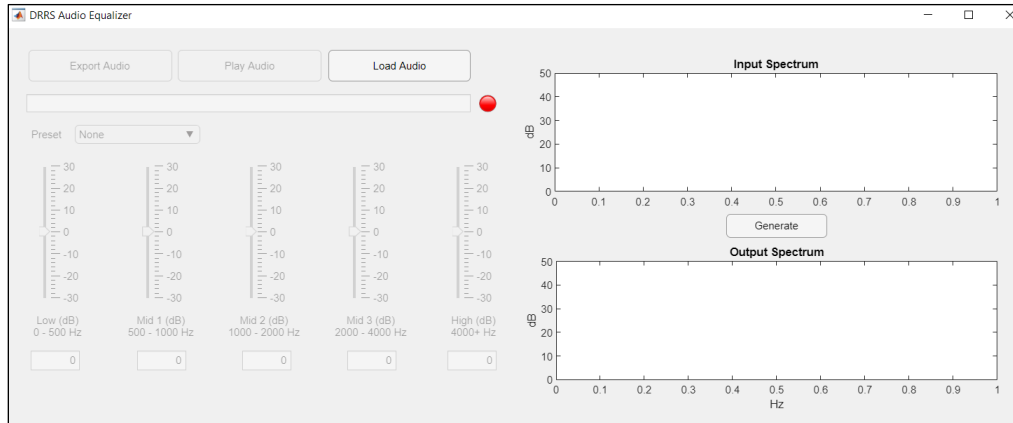 DRRS Audio Equalizer
Export Audio Play Audio Load Audio
Preset None
30 30 30 30 30
20 20 20 20 20
10 10 10 10 10
0 0 0 0 0
-10 -10 -10 -10 -10
-20 -20 -20 -20 -20
-30 -30 -30 -30 -30
Low (dB) Mid 1 (dB) Mid 2 (dB) Mid 3 (dB) High (dB)
0 - 500 Hz 500 - 1000 Hz 1000 - 2000 Hz 2000 - 4000 Hz 4000+ Hz
0 0 0 0 0
Input Spectrum
50
40
30
20
10
0
dB
0 0.1 0.2 0.3 0.4 0.5 0.6 0.7 0.8 0.9 1
Generate
Output Spectrum
50
40
30
20
10
0
dB
0 0.1 0.2 0.3 0.4 0.5 0.6 0.7 0.8 0.9 1
Hz